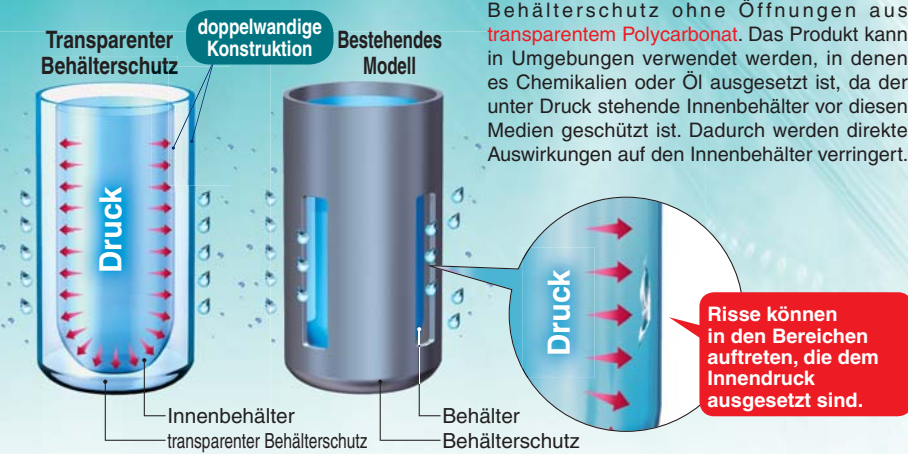 Behälterschutz ohne Öffnungen aus
transparentem Polycarbonat. Das Produkt kann
in Umgebungen verwendet werden, in denen
es Chemikalien oder Öl ausgesetzt ist, da der
unter Druck stehende Innenbehälter vor diesen
Medien geschützt ist. Dadurch werden direkte
Auswirkungen auf den Innenbehälter verringert.
Transparenter
Behälterschutz
doppelwandige
Konstruktion
Bestehendes
Modell
Druck
Innenbehälter
transparenter Behälterschutz
Behälter
Behälterschutz
Druck
Risse können
in den Bereichen
auftreten, die dem
Innendruck
ausgesetzt sind.